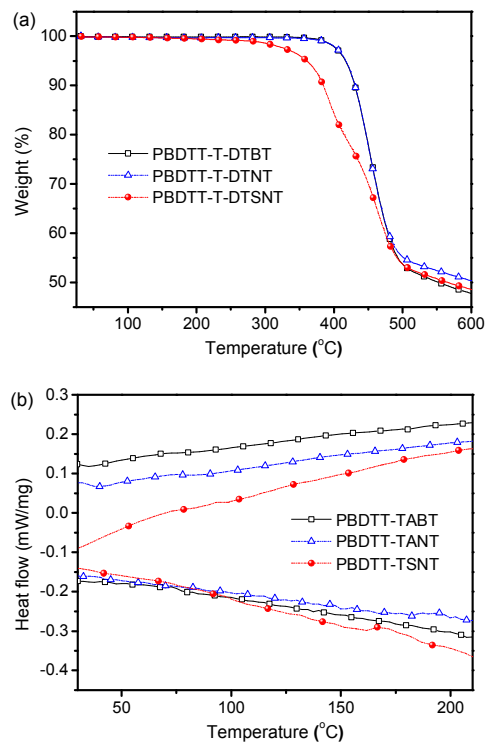 (a)
100
90
80
70
60
50
Weight (%)
PBDTT-T-DTBT
PBDTT-T-DTNT
PBDTT-T-DTSNT
100 200 300 400 500 600
Temperature (°C)
(b)
0.3
0.2
0.1
0.0
-0.1
-0.2
-0.3
-0.4
Heat flow (mW/mg)
PBDTT-TABT
PBDTT-TANT
PBDTT-TSNT
50 100 150 200
Temperature (°C)